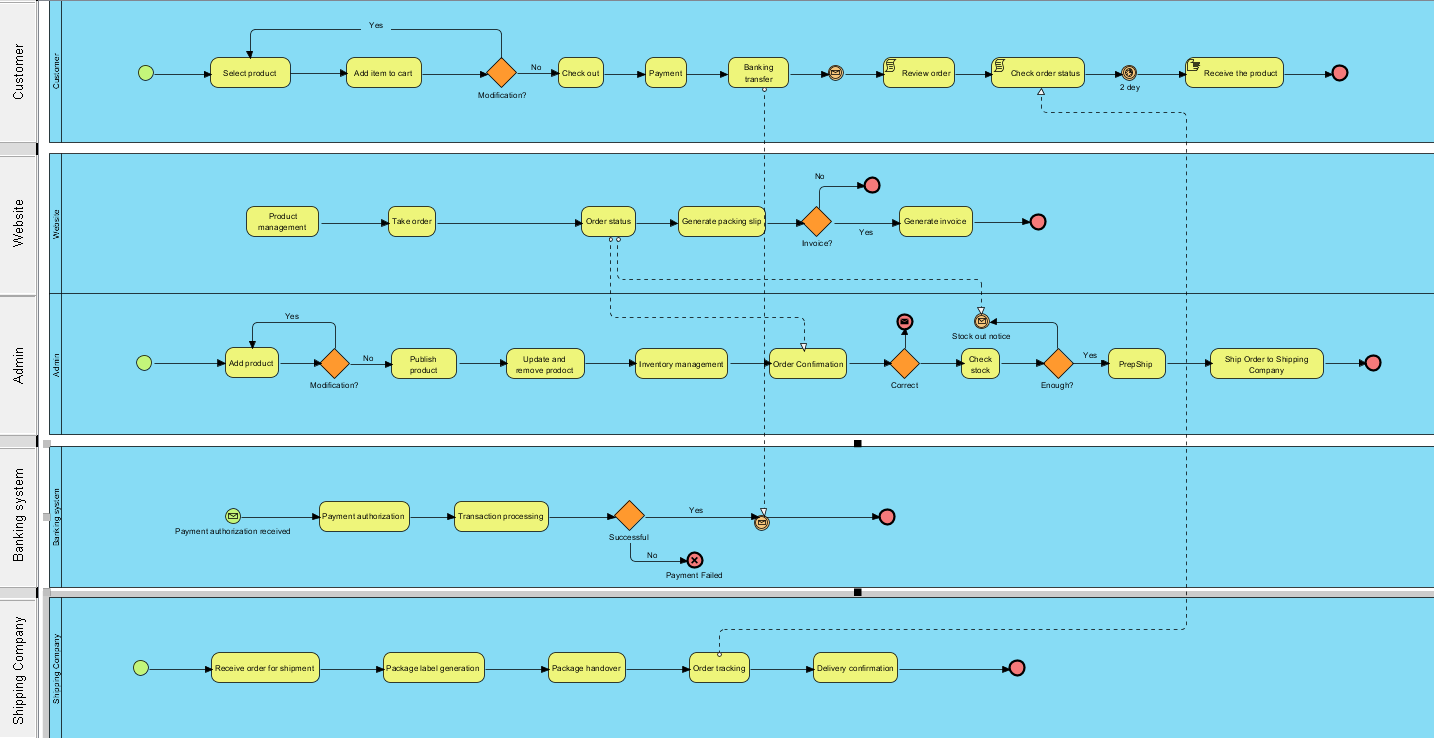 Customer
Customer
Yes
Select product
Add item to cart
Modification?
No
Check out
Payment
Banking
transfer
Review order
Check order status
2 dey
Receive the product
Website
Website
Product
management
Take order
Order status
Generate packing slip
No
Invoice?
Yes
Generate invoice
Admin
Admin
Yes
Add product
Modification?
No
Publish
product
Update and
remove prodoct
Inventory management
Order Confirmation
Correct
Check
stock
Stock out notice
Enough?
Yes
PrepShip
Ship Order to Shipping
Company
Banking system
Banking system
Payment authorization received
Payment authorization
Transaction processing
Successful
Yes
No
Payment Failed
Shipping Company
Shipping Company
Receive order for shipment
Package label generation
Package handover
Order tracking
Delivery confirmation